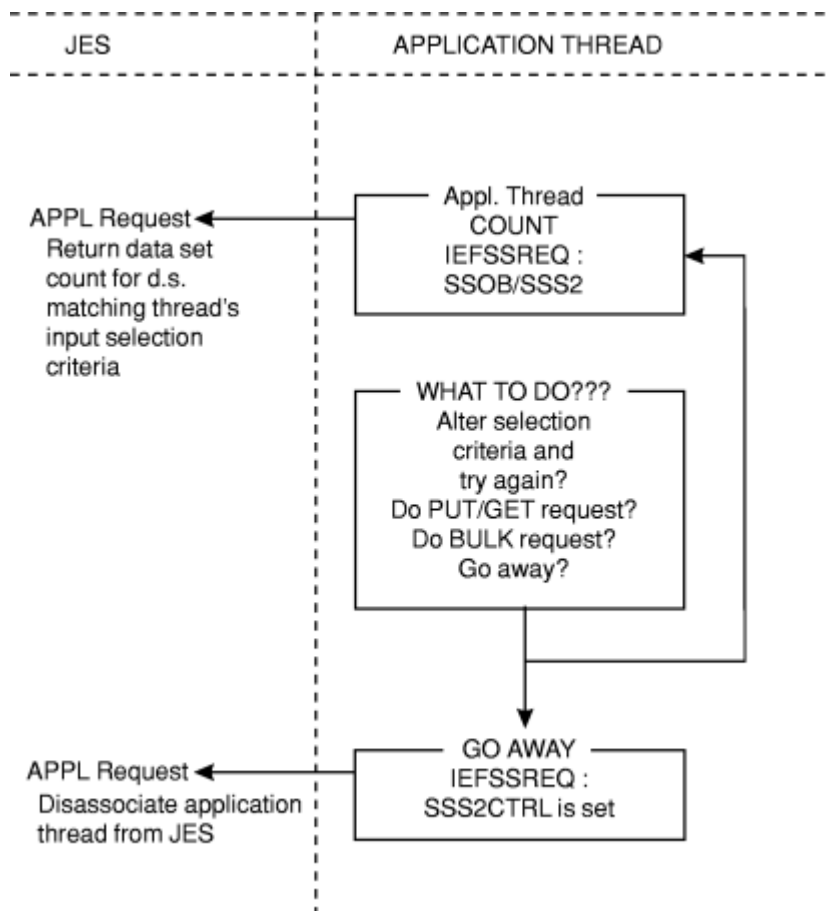 JES
APPLICATION THREAD
APPL Request
Return data set
count for d.s.
matching thread's
input selection
criteria
Appl. Thread
COUNT
IEFSSREQ :
SSOB/SSS2
WHAT TO DO???
Alter selection
criteria and
try again?
Do PUT/GET request?
Do BULK request?
Go away?
APPL Request
Disassociate application
thread from JES
GO AWAY
IEFSSREQ :
SSS2CTRL is set